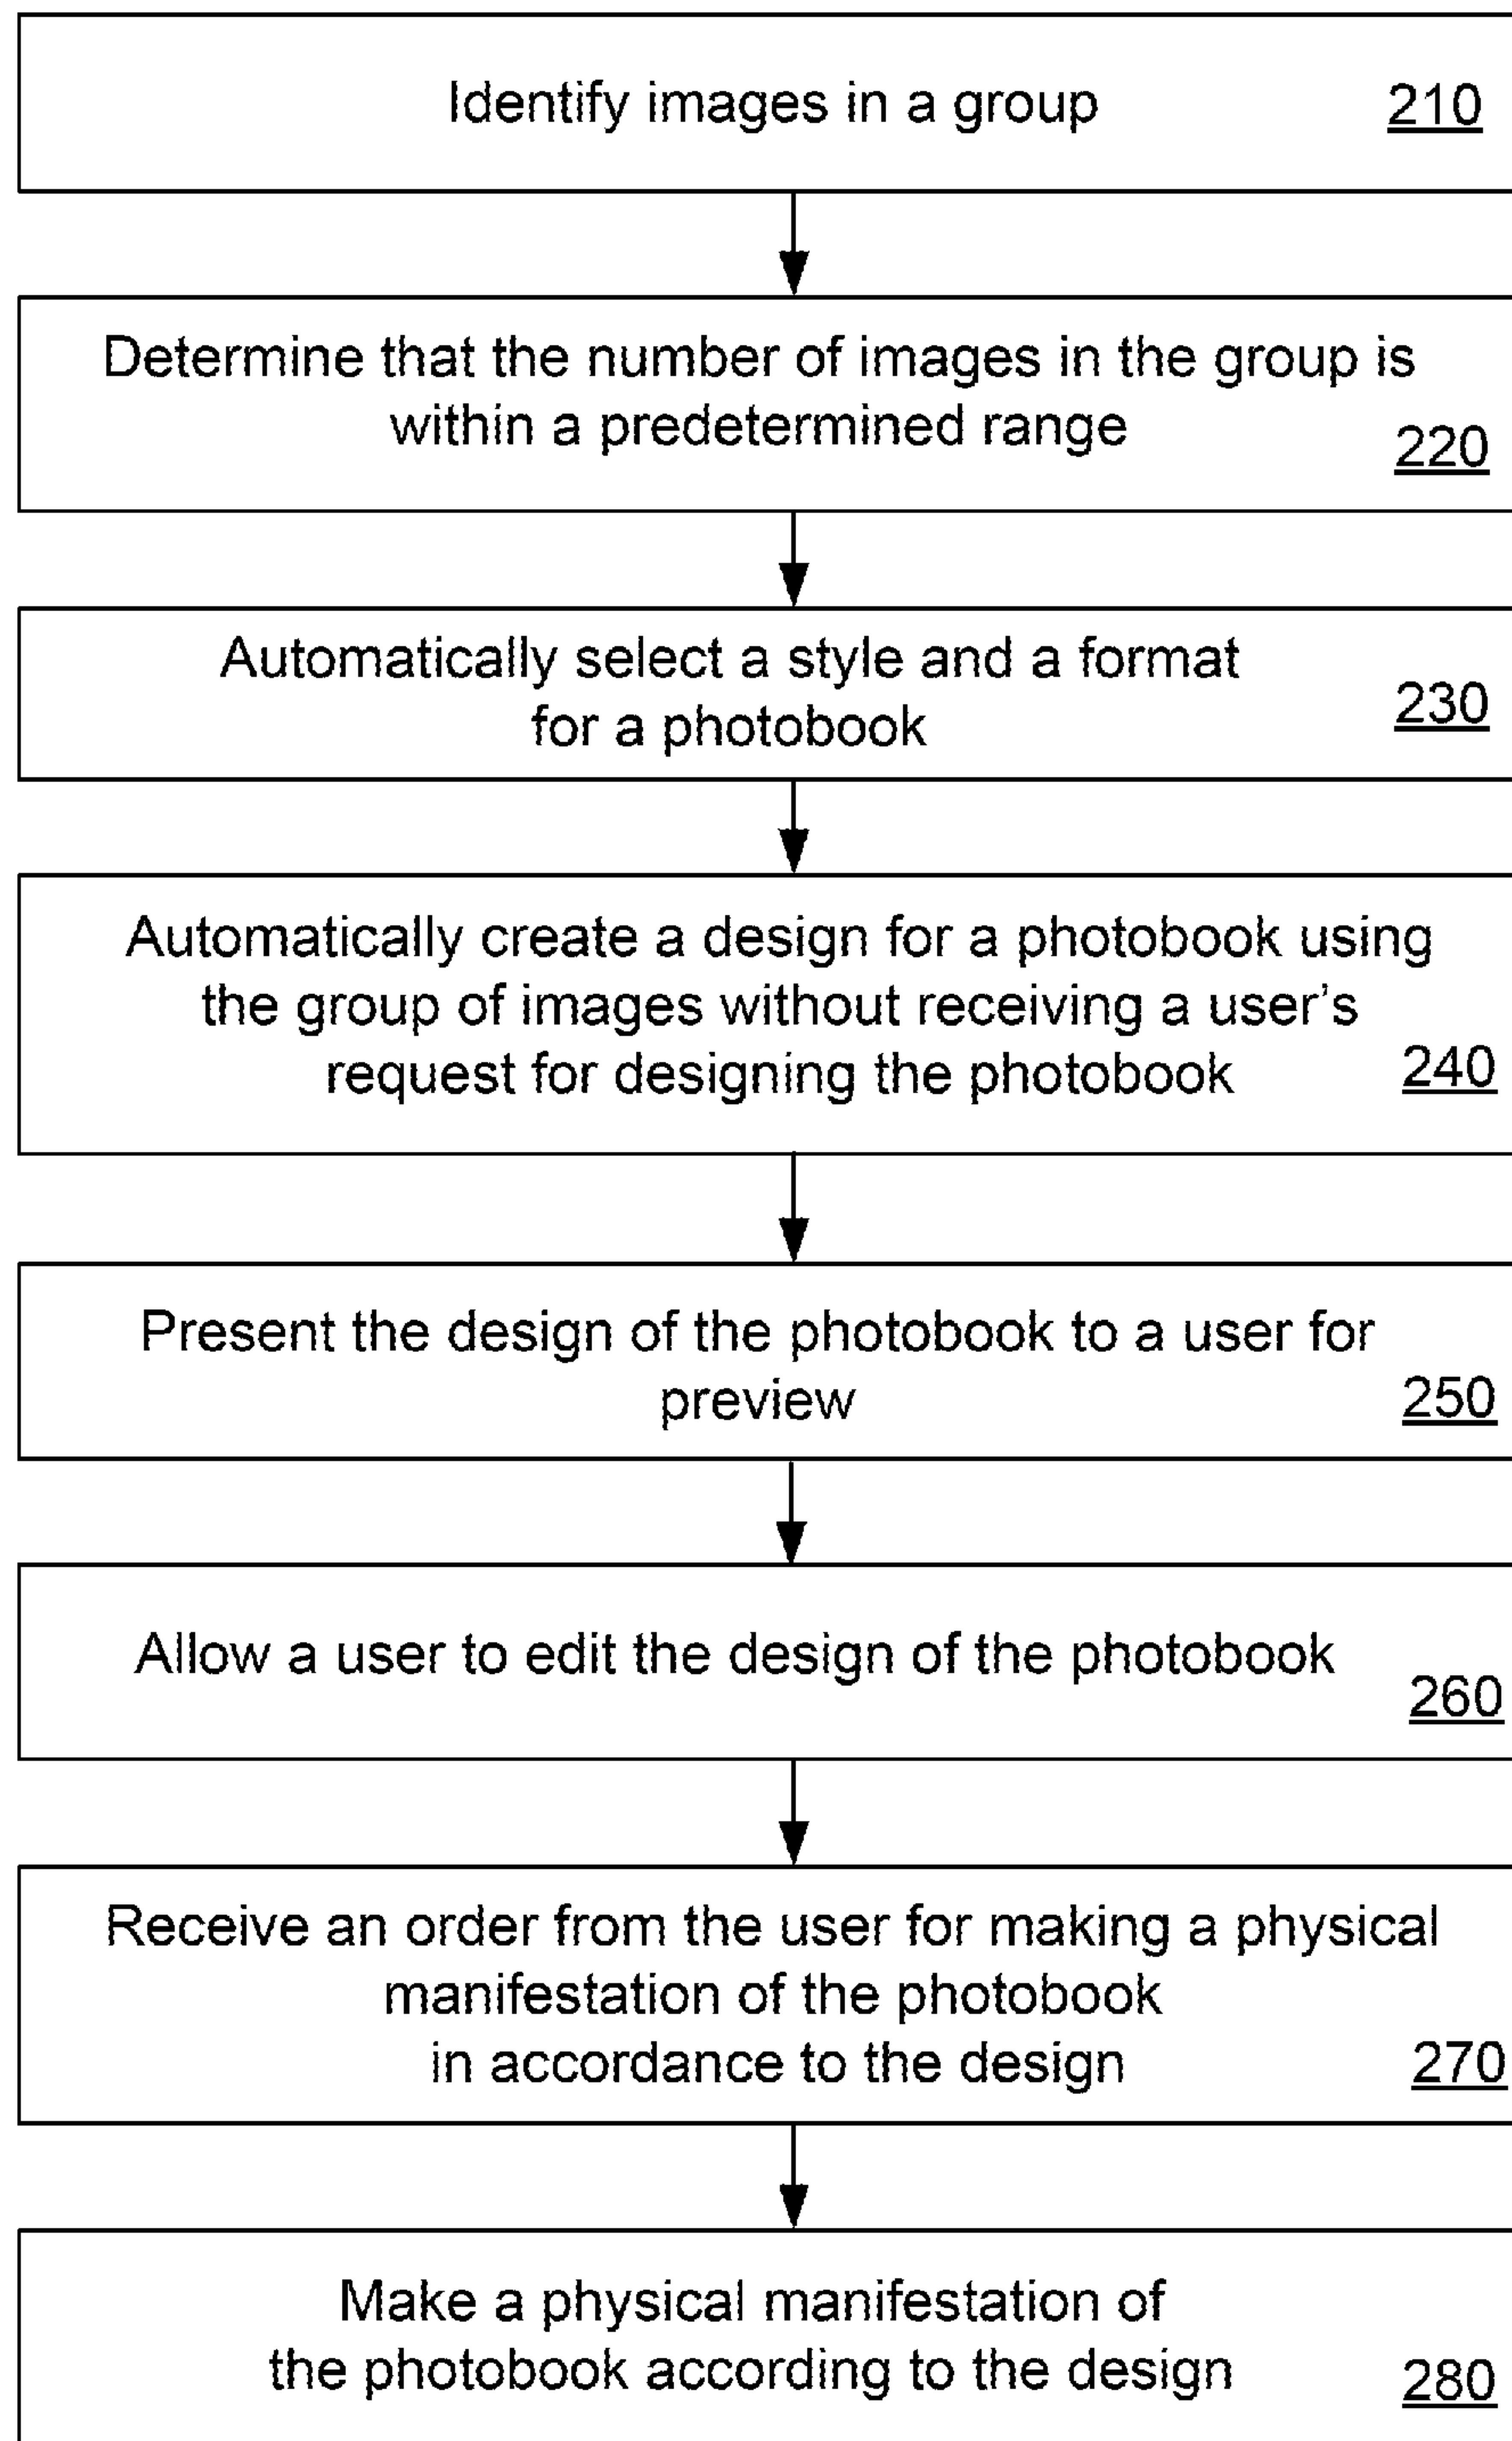 Identify images in a group
210
Determine that the number of images in the group is
within a predetermined range
220
Automatically select a style and a format
for a photobook
230
Automatically create a design for a photobook using
the group of images without receiving a user's
request for designing the photobook
240
Present the design of the photobook to a user for
preview
250
Allow a user to edit the design of the photobook
260
Receive an order from the user for making a physical
manifestation of the photobook
in accordance to the design
270
Make a physical manifestation of
the photobook according to the design
280